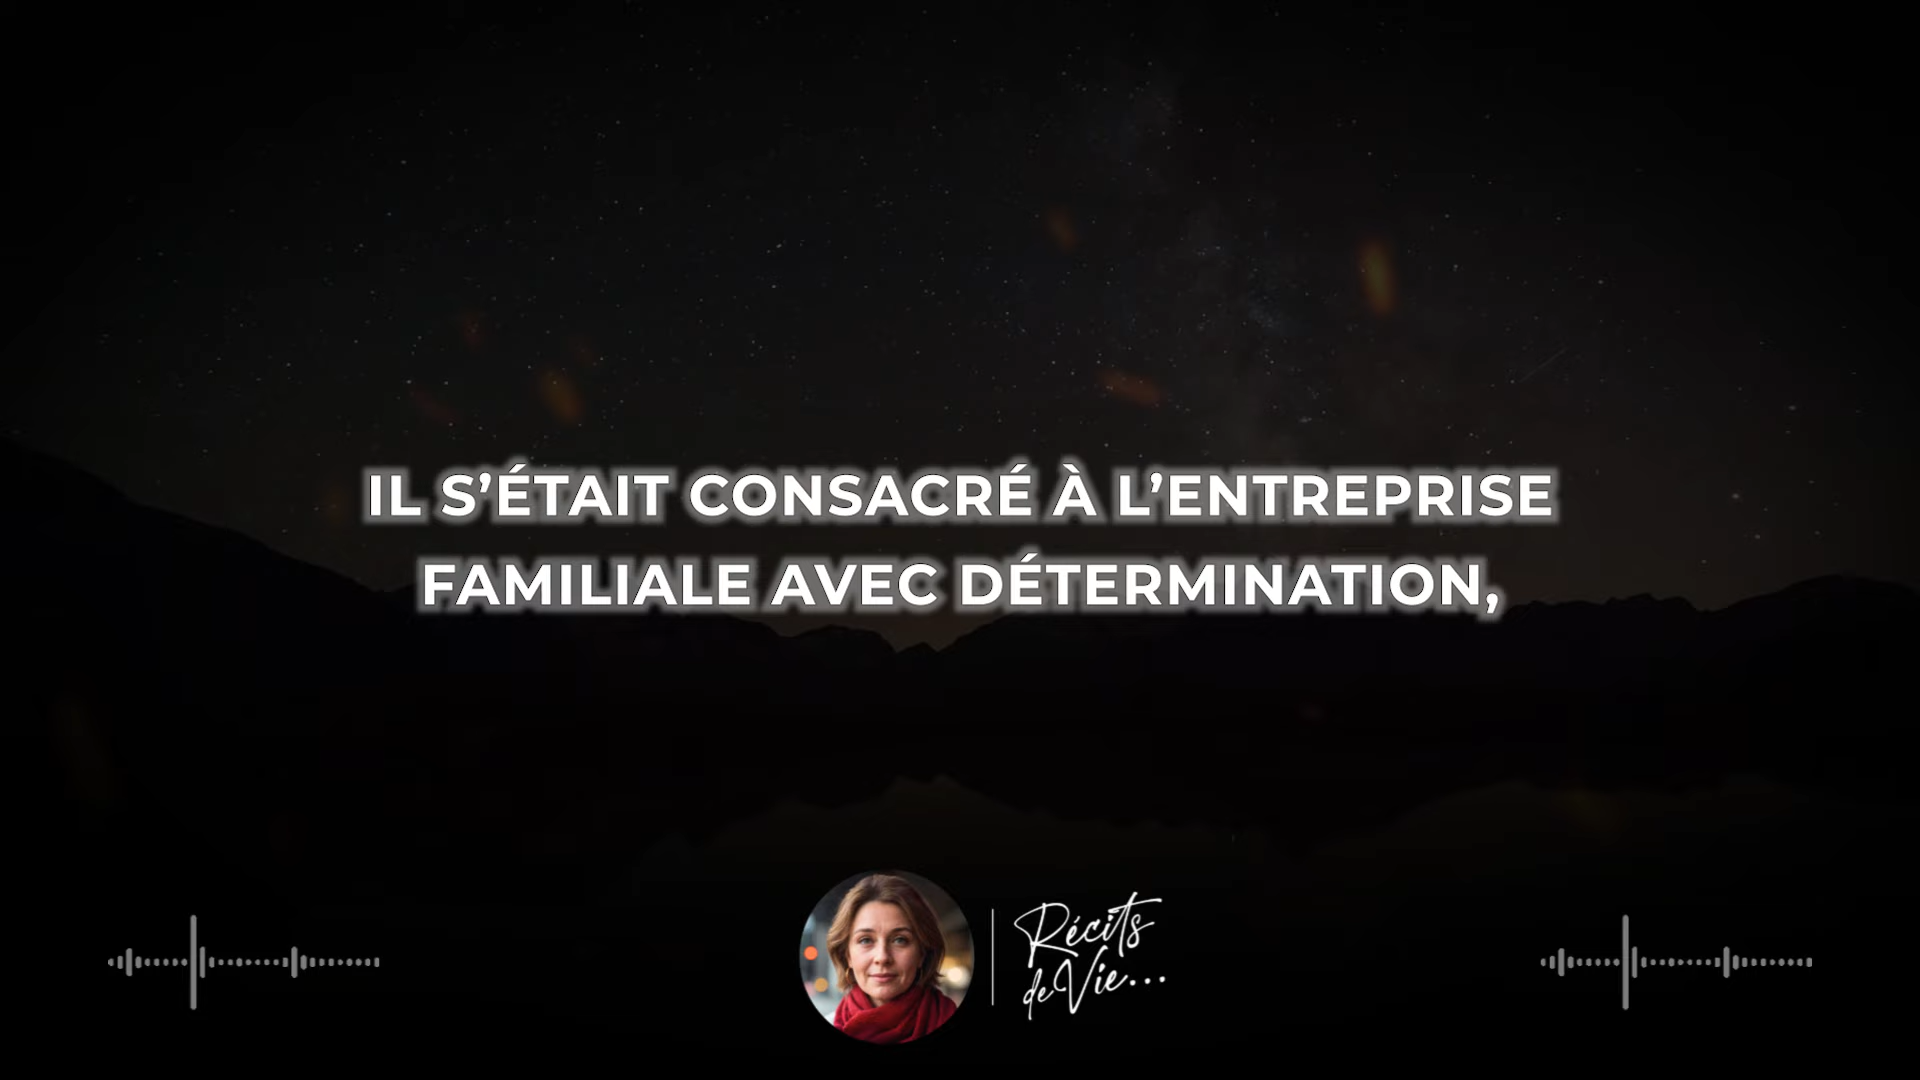 IL S’ÉTAIT CONSACRÉ À L’ENTREPRISE
FAMILIALE AVEC DÉTERMINATION,
Récits
de Vie...